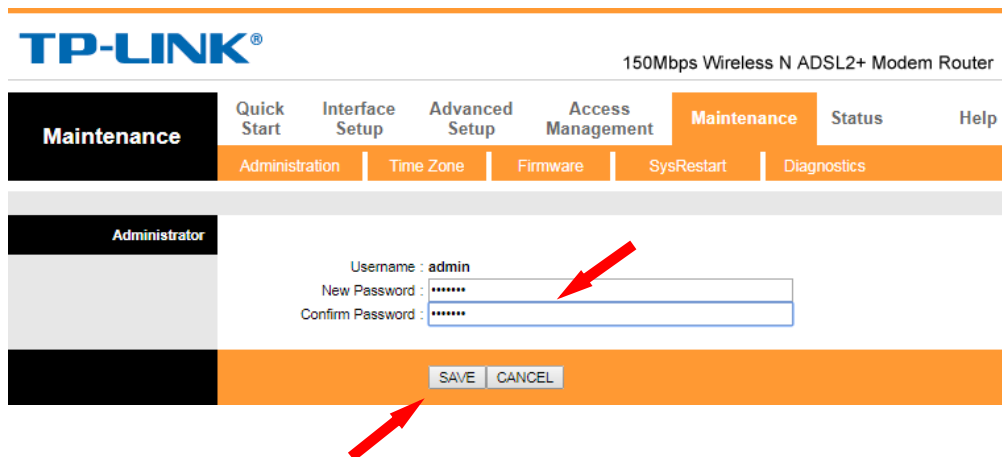 TP-LINK®
150Mbps Wireless N ADSL2+ Modem Router
Maintenance
Quick Start
Interface Setup
Advanced Setup
Access Management
Maintenance
Status
Help
Administration
Time Zone
Firmware
SysRestart
Diagnostics
Administrator
Username : admin
New Password : •••••••
Confirm Password : •••••••
SAVE CANCEL